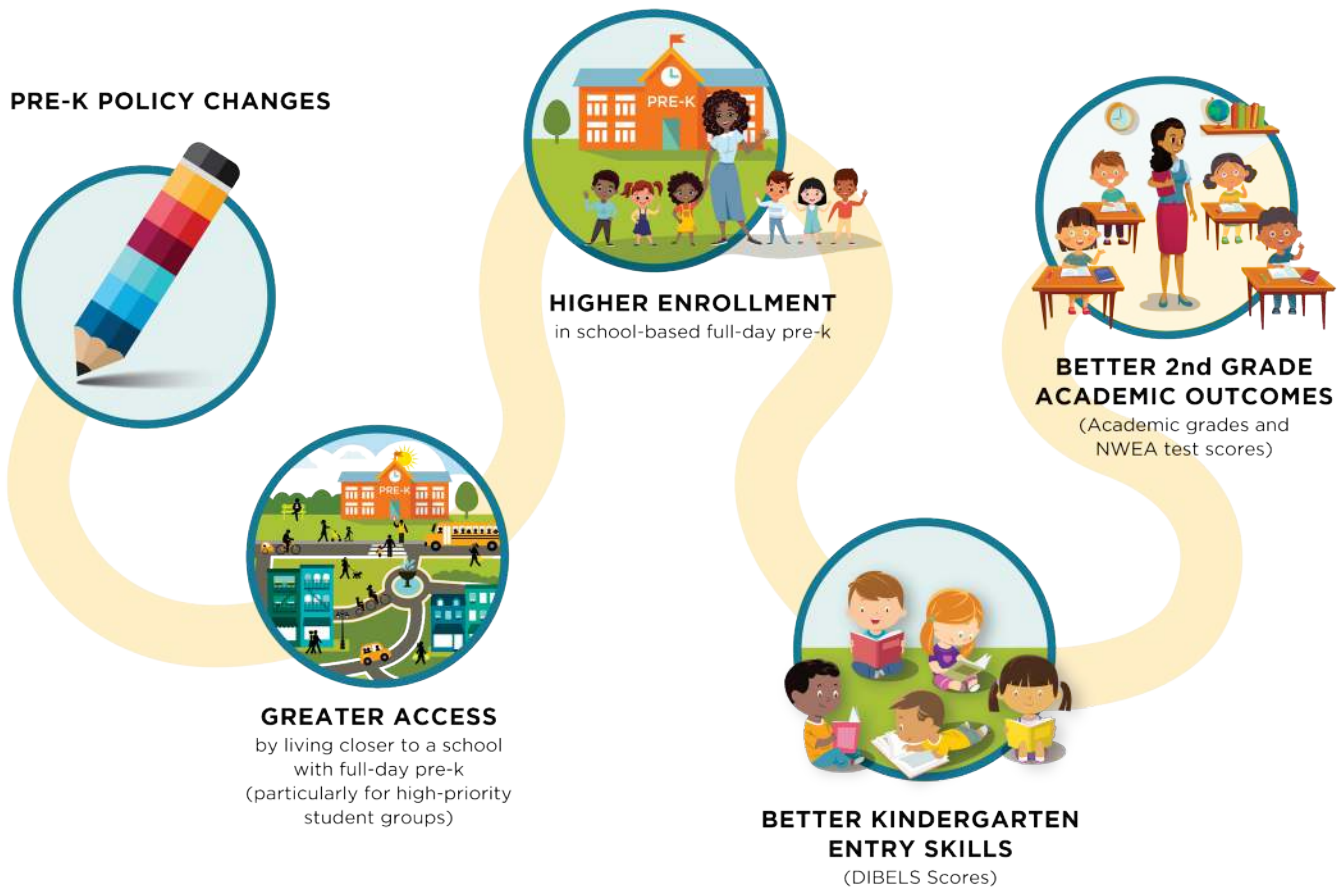 PRE-K POLICY CHANGES
PRE-K
GREATER ACCESS
by living closer to a school
with full-day pre-k
(particularly for high-priority
student groups)
PRE-K
HIGHER ENROLLMENT
in school-based full-day pre-k
BETTER KINDERGARTEN
ENTRY SKILLS
(DIBELS Scores)
BETTER 2nd GRADE
ACADEMIC OUTCOMES
(Academic grades and
NWEA test scores)